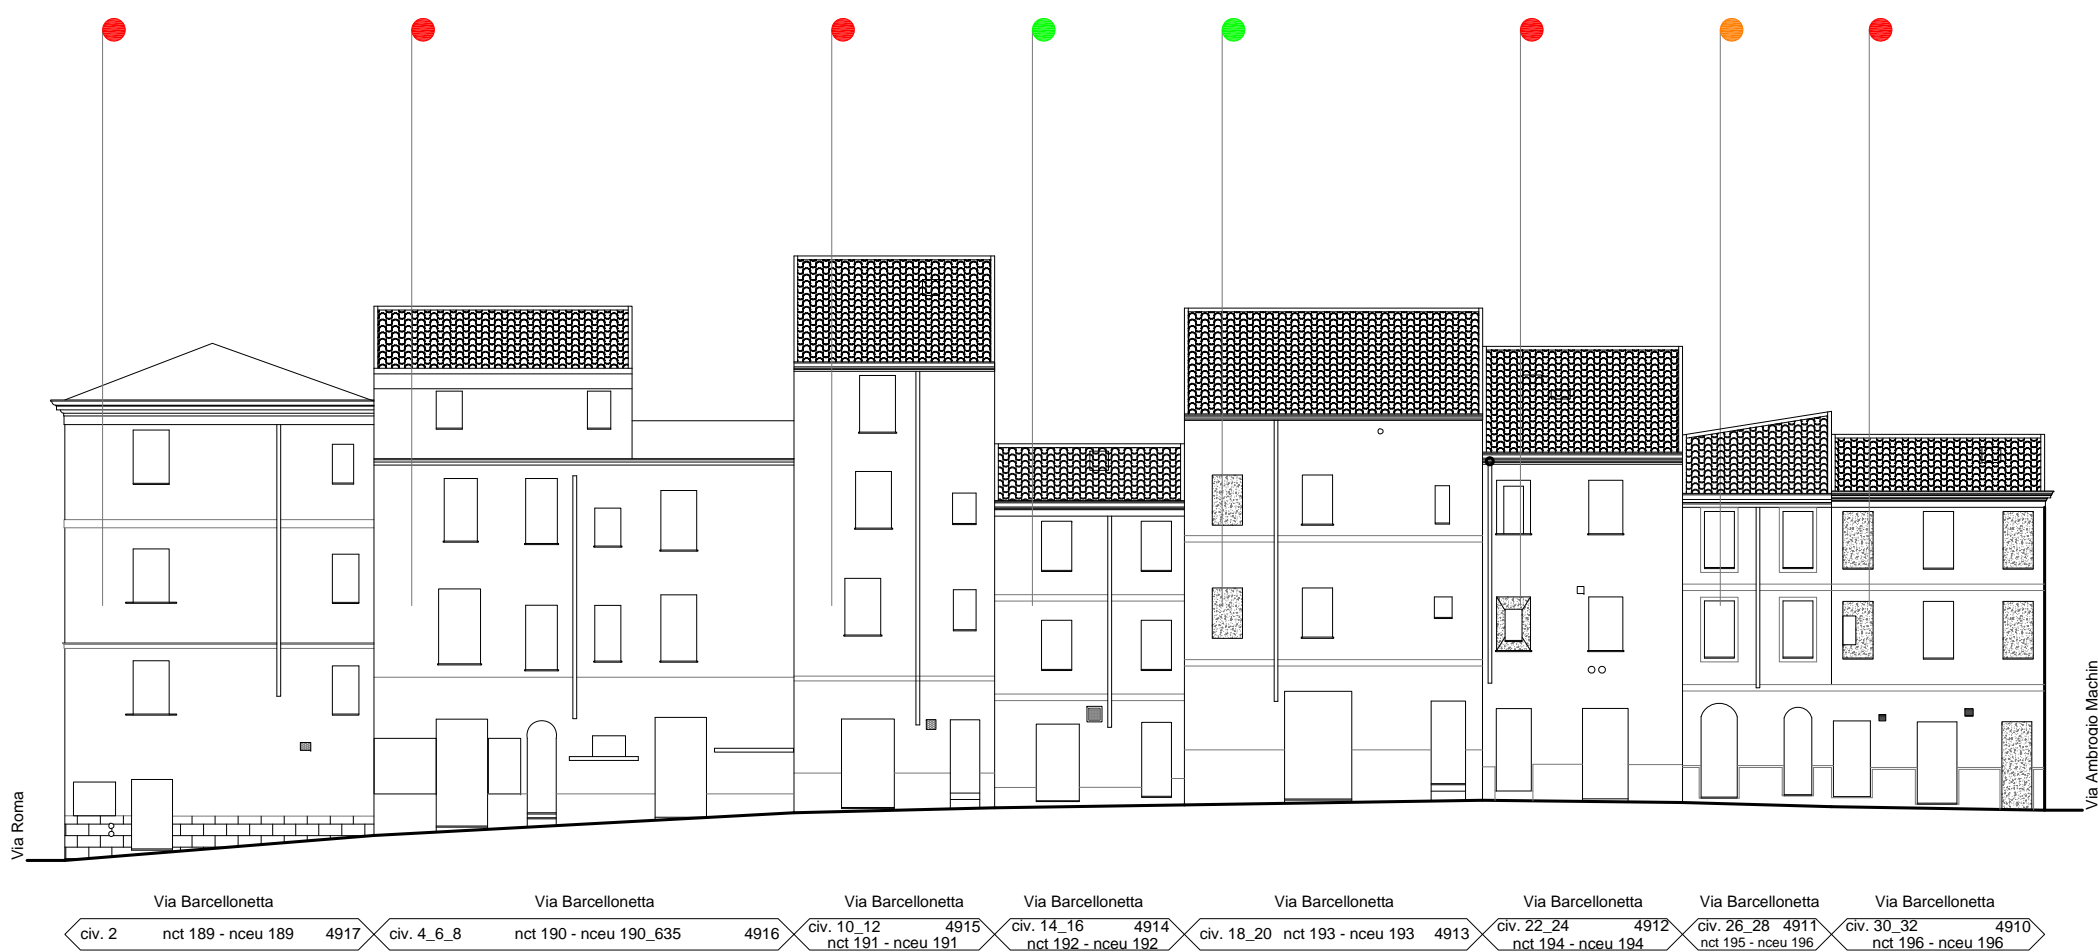 Via Roma
Via Ambrogio Machin
Via Barcellonetta
civ. 2 nct 189 - nceu 189 4917
Via Barcellonetta
civ. 4_6_8 nct 190 - nceu 190_635 4916
Via Barcellonetta
civ. 10_12 4915
nct 191 - nceu 191
Via Barcellonetta
civ. 14_16 4914
nct 192 - nceu 192
Via Barcellonetta
civ. 18_20 nct 193 - nceu 193 4913
Via Barcellonetta
civ. 22_24 4912
nct 194 - nceu 194
Via Barcellonetta
civ. 26_28 4911
nct 195 - nceu 196
Via Barcellonetta
civ. 30_32 4910
nct 196 - nceu 196